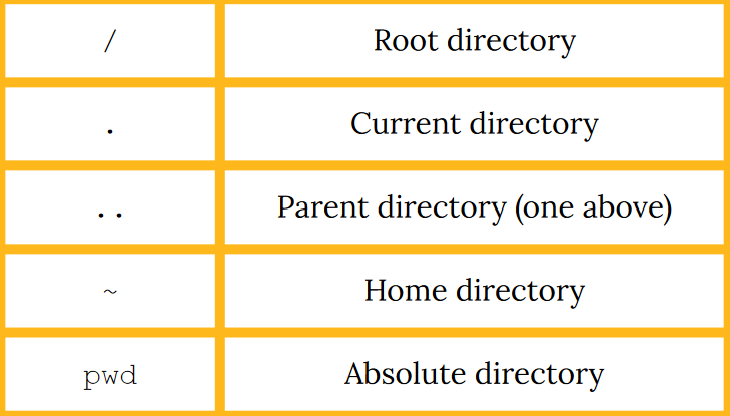 / Root directory
. Current directory
.. Parent directory (one above)
~ Home directory
pwd Absolute directory